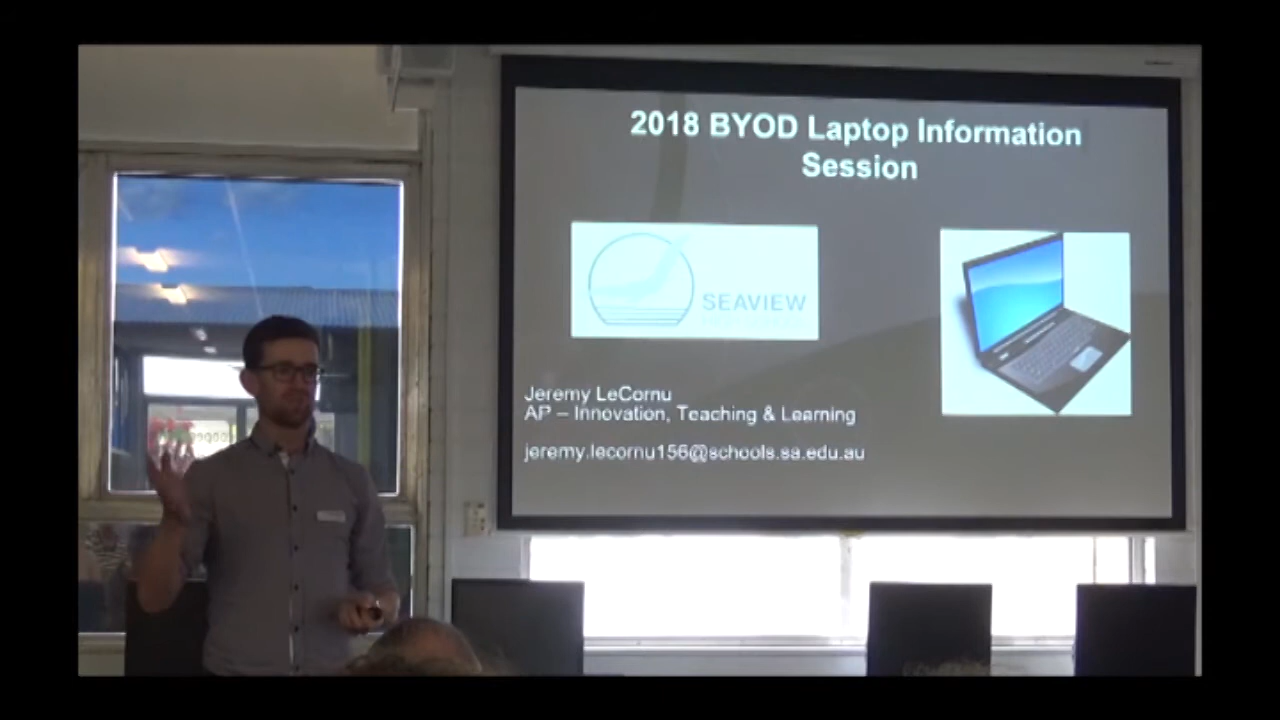 2018 BYOD Laptop Information
Session
SEAVIEW
Jeremy LeCornu
AP – Innovation, Teaching & Learning
jeremy.lecornu156@schools.sa.edu.au